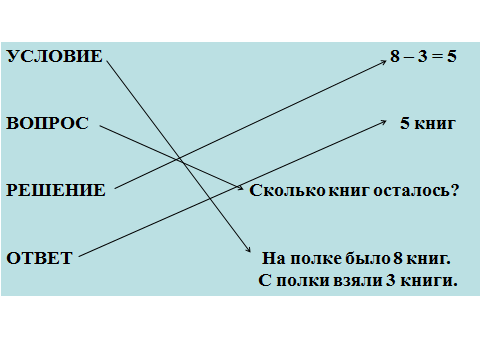 УСЛОВИЕ
8 – 3 = 5
ВОПРОС
5 книг
РЕШЕНИЕ
Сколько книг осталось?
ОТВЕТ
На полке было 8 книг.
С полки взяли 3 книги.